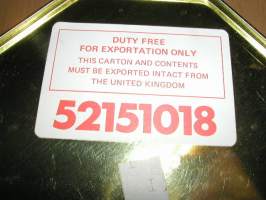 DUTY FREE
FOR EXPORTATION ONLY
THIS CARTON AND CONTENTS
MUST BE EXPORTED INTACT FROM
THE UNITED KINGDOM
52151018